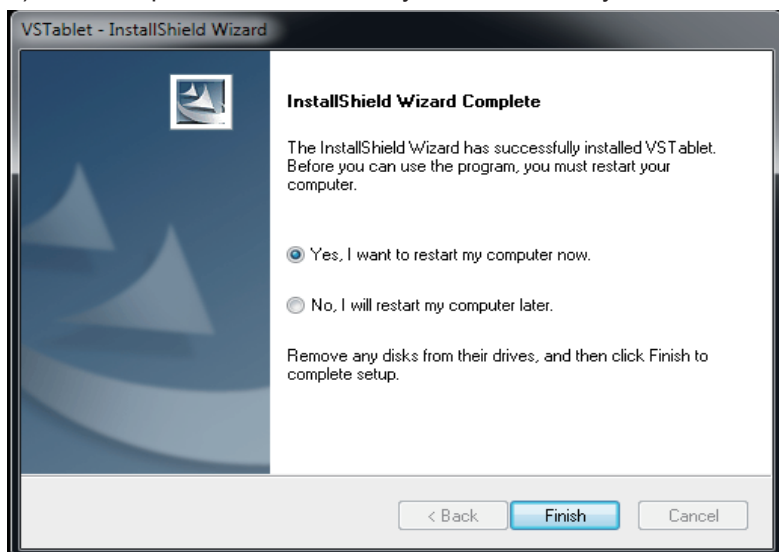 VSTablet - InstallShield Wizard
InstallShield Wizard Complete
The InstallShield Wizard has successfully installed VSTablet.
Before you can use the program, you must restart your
computer.
Yes, I want to restart my computer now.
No, I will restart my computer later.
Remove any disks from their drives, and then click Finish to
complete setup.
< Back
Finish
Cancel